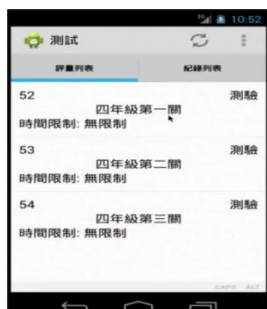 3G 10:52
測試
評量列表 紀錄列表
52 測驗
四年級第一關
時間限制: 無限制
53 測驗
四年級第二關
時間限制: 無限制
54 測驗
四年級第三關
時間限制: 無限制
CAPS ALT